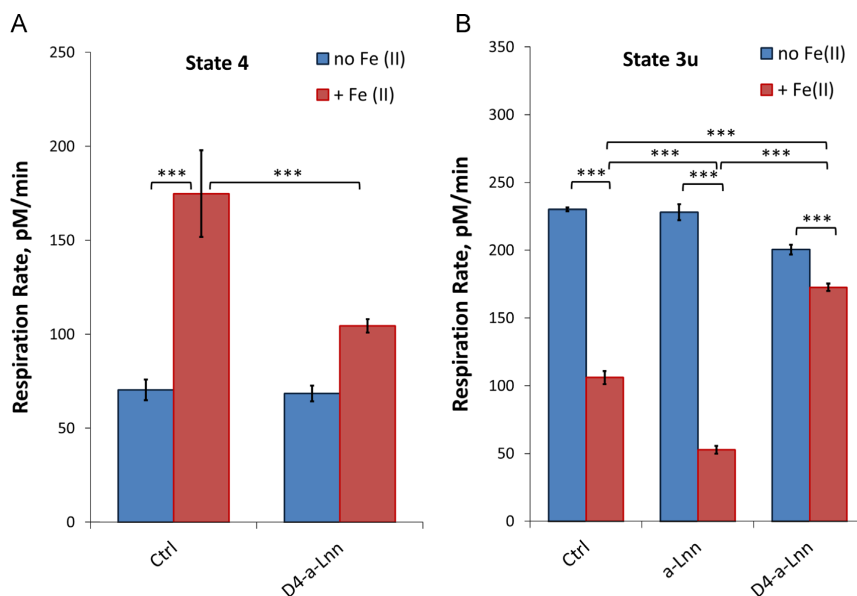 A
State 4
no Fe (II)
+ Fe (II)
Respiration Rate, pM/min
250
200
150
100
50
0
***
***
Ctrl
D4-a-Lnn
B
State 3u
no Fe(II)
+ Fe(II)
Respiration Rate, pM/min
350
300
250
200
150
100
50
0
***
*** ***
*** *** ***
Ctrl
a-Lnn
D4-a-Lnn